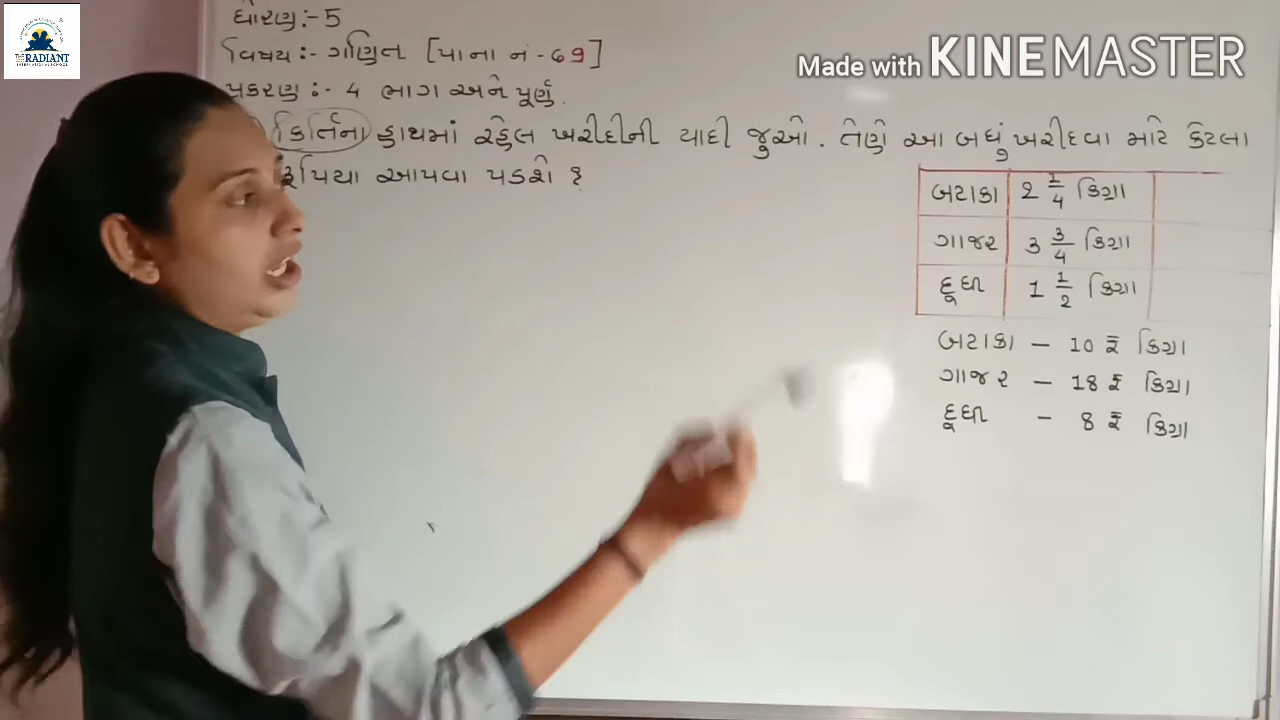 THE RADIANT
INTERNATIONAL SCHOOL
Made with KINEMASTER
ધોરણ:- 5
વિષય:- ગણિત [પાના નં - 69]
પ્રકરણ:- 4 ભાગ અને પૂર્ણ.
કિર્તિના હાથમાં રહેલ ખરીદીની યાદી જુઓ. તેણે આ બધું ખરીદવા માટે કેટલા
રૂપિયા આપવા પડશે ?
બટાકા 2 1/4 કિગ્રા
ગાજર 3 3/4 કિગ્રા
દૂધી 1 1/2 કિગ્રા
બટાકા - 10 ₹ કિગ્રા
ગાજર - 18 ₹ કિગ્રા
દૂધી - 8 ₹ કિગ્રા